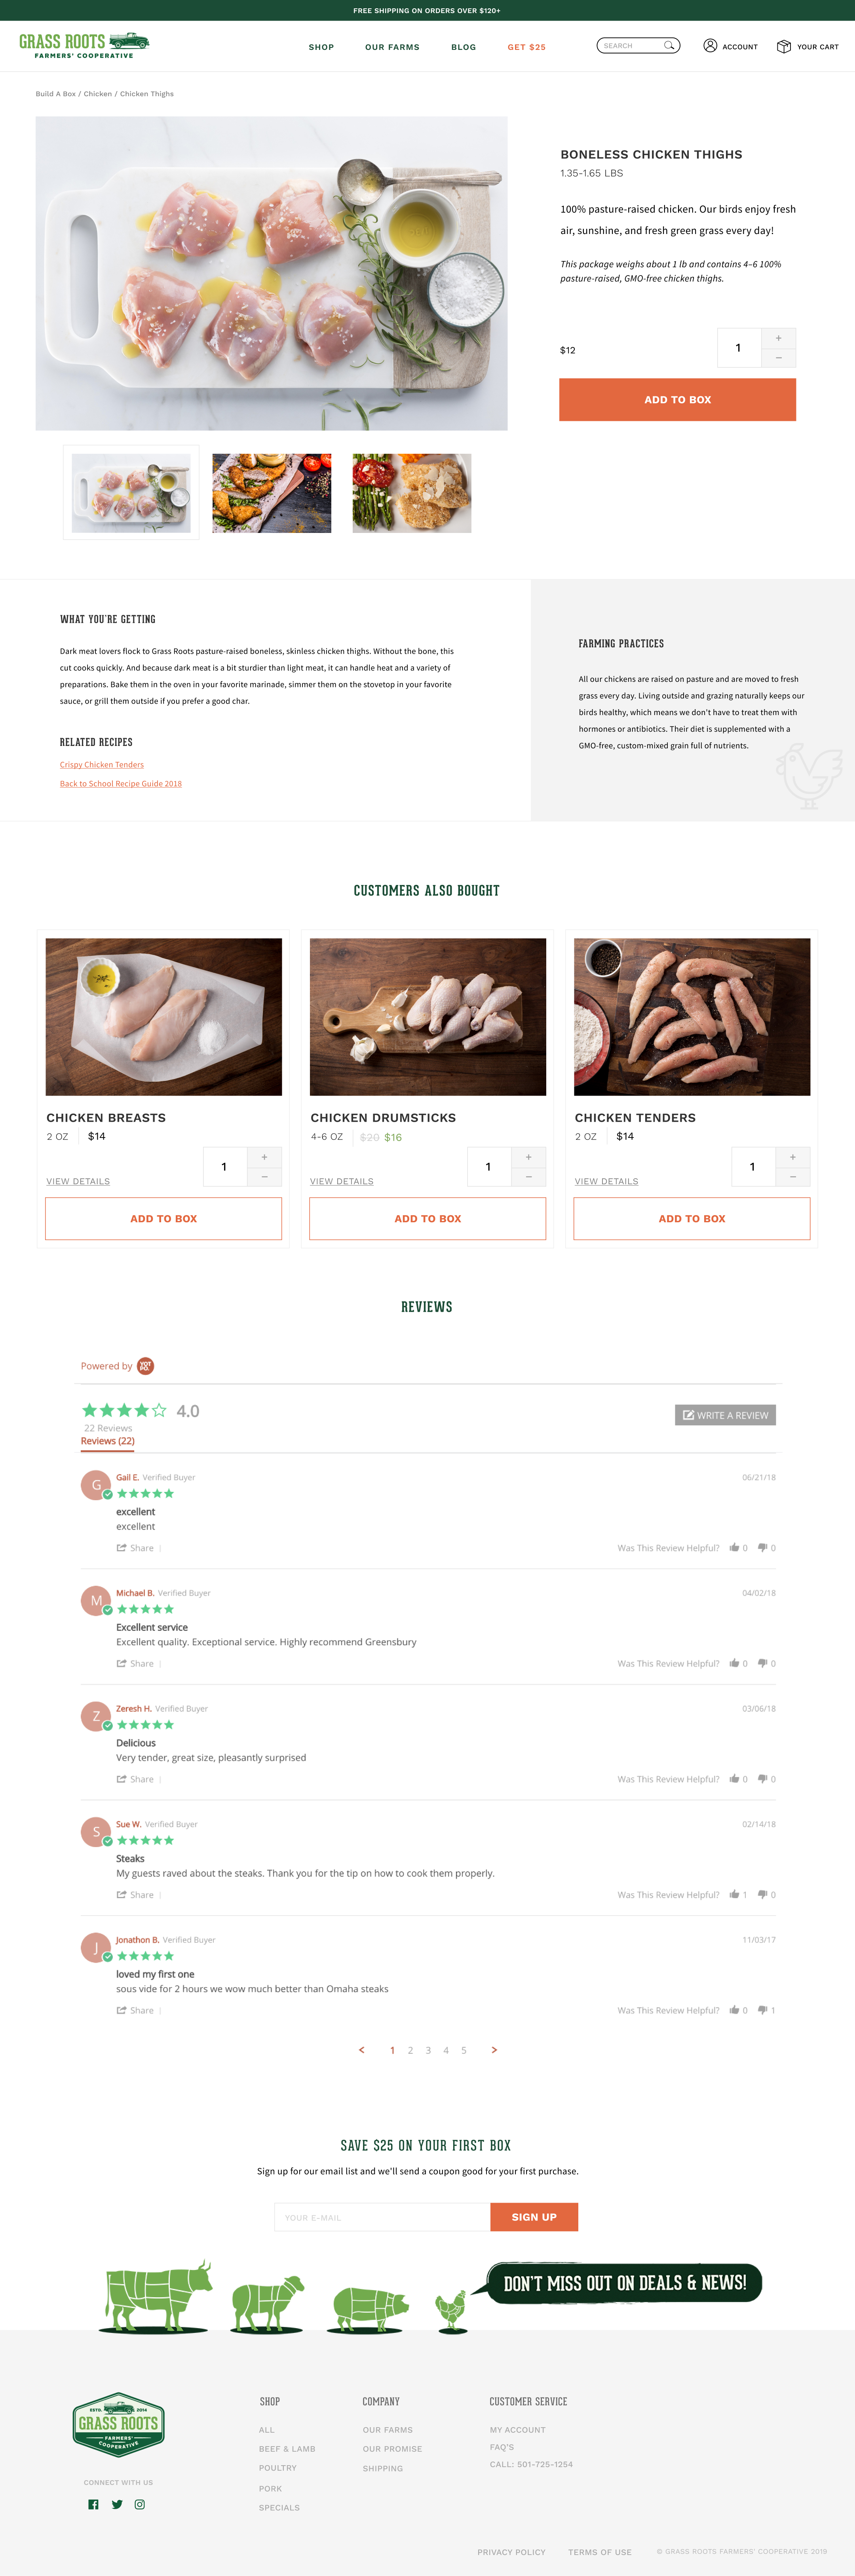 FREE SHIPPING ON ORDERS OVER $120+
GRASS ROOTS
FARMERS' COOPERATIVE
SHOP OUR FARMS BLOG GET $25
SEARCH
ACCOUNT
YOUR CART
Build A Box / Chicken / Chicken Thighs
BONELESS CHICKEN THIGHS
1.35-1.65 LBS
100% pasture-raised chicken. Our birds enjoy fresh
air, sunshine, and fresh green grass every day!
This package weighs about 1 lb and contains 4–6 100%
pasture-raised, GMO-free chicken thighs.
$12
1
+
−
ADD TO BOX
WHAT YOU'RE GETTING
Dark meat lovers flock to Grass Roots pasture-raised boneless, skinless chicken thighs. Without the bone, this
cut cooks quickly. And because dark meat is a bit sturdier than light meat, it can handle heat and a variety of
preparations. Bake them in the oven in your favorite marinade, simmer them on the stovetop in your favorite
sauce, or grill them outside if you prefer a good char.
RELATED RECIPES
Crispy Chicken Tenders
Back to School Recipe Guide 2018
FARMING PRACTICES
All our chickens are raised on pasture and are moved to fresh
grass every day. Living outside and grazing naturally keeps our
birds healthy, which means we don't have to treat them with
hormones or antibiotics. Their diet is supplemented with a
GMO-free, custom-mixed grain full of nutrients.
CUSTOMERS ALSO BOUGHT
CHICKEN BREASTS
2 OZ $14
1
+
−
VIEW DETAILS
ADD TO BOX
CHICKEN DRUMSTICKS
4-6 OZ $20 $16
1
+
−
VIEW DETAILS
ADD TO BOX
CHICKEN TENDERS
2 OZ $14
1
+
−
VIEW DETAILS
ADD TO BOX
REVIEWS
Powered by YOTPO.
4.0
22 Reviews
WRITE A REVIEW
Reviews (22)
G
Gail E. Verified Buyer 06/21/18
excellent
excellent
Share | Was This Review Helpful? 0 0
M
Michael B. Verified Buyer 04/02/18
Excellent service
Excellent quality. Exceptional service. Highly recommend Greensbury
Share | Was This Review Helpful? 0 0
Z
Zeresh H. Verified Buyer 03/06/18
Delicious
Very tender, great size, pleasantly surprised
Share | Was This Review Helpful? 0 0
S
Sue W. Verified Buyer 02/14/18
Steaks
My guests raved about the steaks. Thank you for the tip on how to cook them properly.
Share | Was This Review Helpful? 1 0
J
Jonathon B. Verified Buyer 11/03/17
loved my first one
sous vide for 2 hours we wow much better than Omaha steaks
Share | Was This Review Helpful? 0 1
< 1 2 3 4 5 >
SAVE $25 ON YOUR FIRST BOX
Sign up for our email list and we'll send a coupon good for your first purchase.
YOUR E-MAIL
SIGN UP
DON'T MISS OUT ON DEALS & NEWS!
ESTD. 2014
GRASS ROOTS
FARMERS'
COOPERATIVE
CONNECT WITH US
SHOP
ALL
BEEF & LAMB
POULTRY
PORK
SPECIALS
COMPANY
OUR FARMS
OUR PROMISE
SHIPPING
CUSTOMER SERVICE
MY ACCOUNT
FAQ'S
CALL: 501-725-1254
PRIVACY POLICY TERMS OF USE © GRASS ROOTS FARMERS' COOPERATIVE 2019